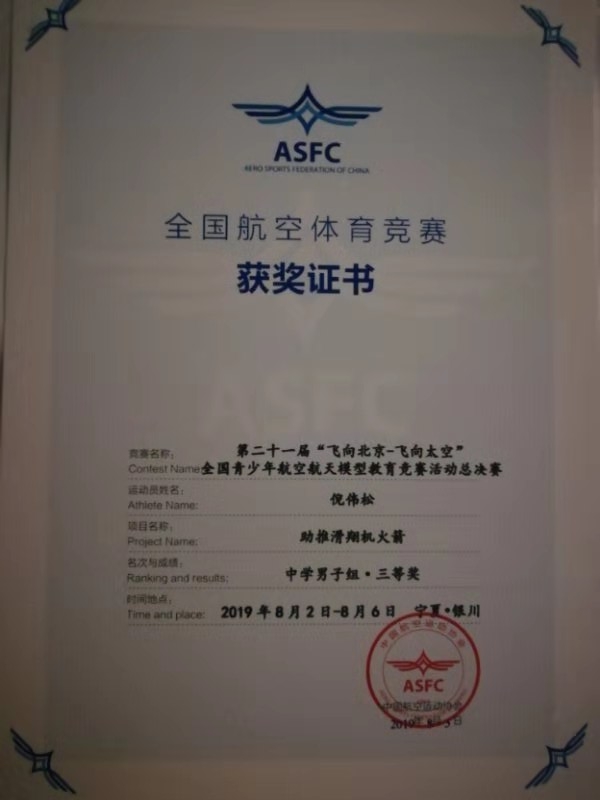 ASFC
AERO SPORTS FEDERATION OF CHINA
全国航空体育竞赛
获奖证书
ASFC
竞赛名称:
第二十一届“飞向北京-飞向太空”
Contest Name:
全国青少年航空航天模型教育竞赛活动总决赛
运动员姓名:
Athlete Name:
倪伟松
项目名称:
Project Name:
助推滑翔机火箭
名次与成绩:
Ranking and results:
中学男子组·三等奖
时间地点:
Time and place:
2019年8月2日-8月6日 宁夏·银川
中国航空运动协会
ASFC
中国航空运动协会
2019年8月5日